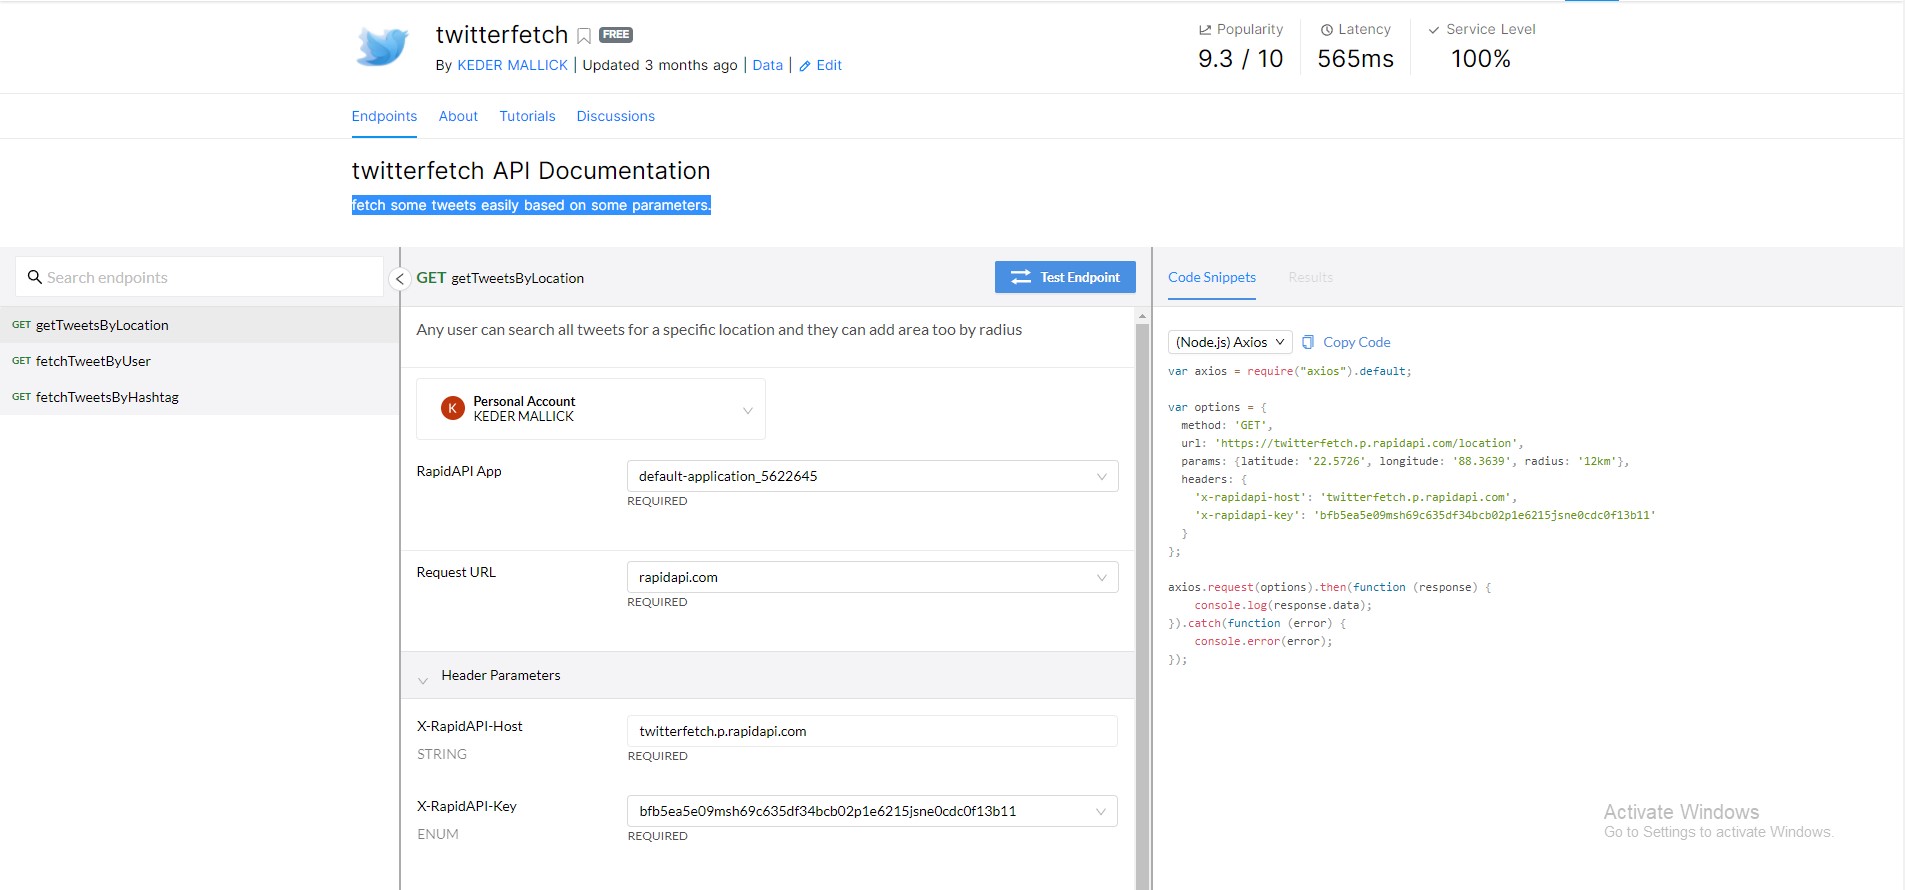 twitterfetch FREE
By KEDER MALLICK | Updated 3 months ago | Data | Edit
Popularity
9.3 / 10
Latency
565ms
Service Level
100%
Endpoints About Tutorials Discussions
twitterfetch API Documentation
fetch some tweets easily based on some parameters.
Search endpoints
GET getTweetsByLocation
GET fetchTweetByUser
GET fetchTweetsByHashtag
GET getTweetsByLocation
Test Endpoint
Any user can search all tweets for a specific location and they can add area too by radius
K
Personal Account
KEDER MALLICK
RapidAPI App
default-application_5622645
REQUIRED
Request URL
rapidapi.com
REQUIRED
Header Parameters
X-RapidAPI-Host
STRING
twitterfetch.p.rapidapi.com
REQUIRED
X-RapidAPI-Key
ENUM
bfb5ea5e09msh69c635df34bcb02p1e6215jsne0cdc0f13b11
REQUIRED
Code Snippets Results
(Node.js) Axios Copy Code
var axios = require("axios").default;
var options = {
method: 'GET',
url: 'https://twitterfetch.p.rapidapi.com/location',
params: {latitude: '22.5726', longitude: '88.3639', radius: '12km'},
headers: {
'x-rapidapi-host': 'twitterfetch.p.rapidapi.com',
'x-rapidapi-key': 'bfb5ea5e09msh69c635df34bcb02p1e6215jsne0cdc0f13b11'
}
};
axios.request(options).then(function (response) {
console.log(response.data);
}).catch(function (error) {
console.error(error);
});
Activate Windows
Go to Settings to activate Windows.